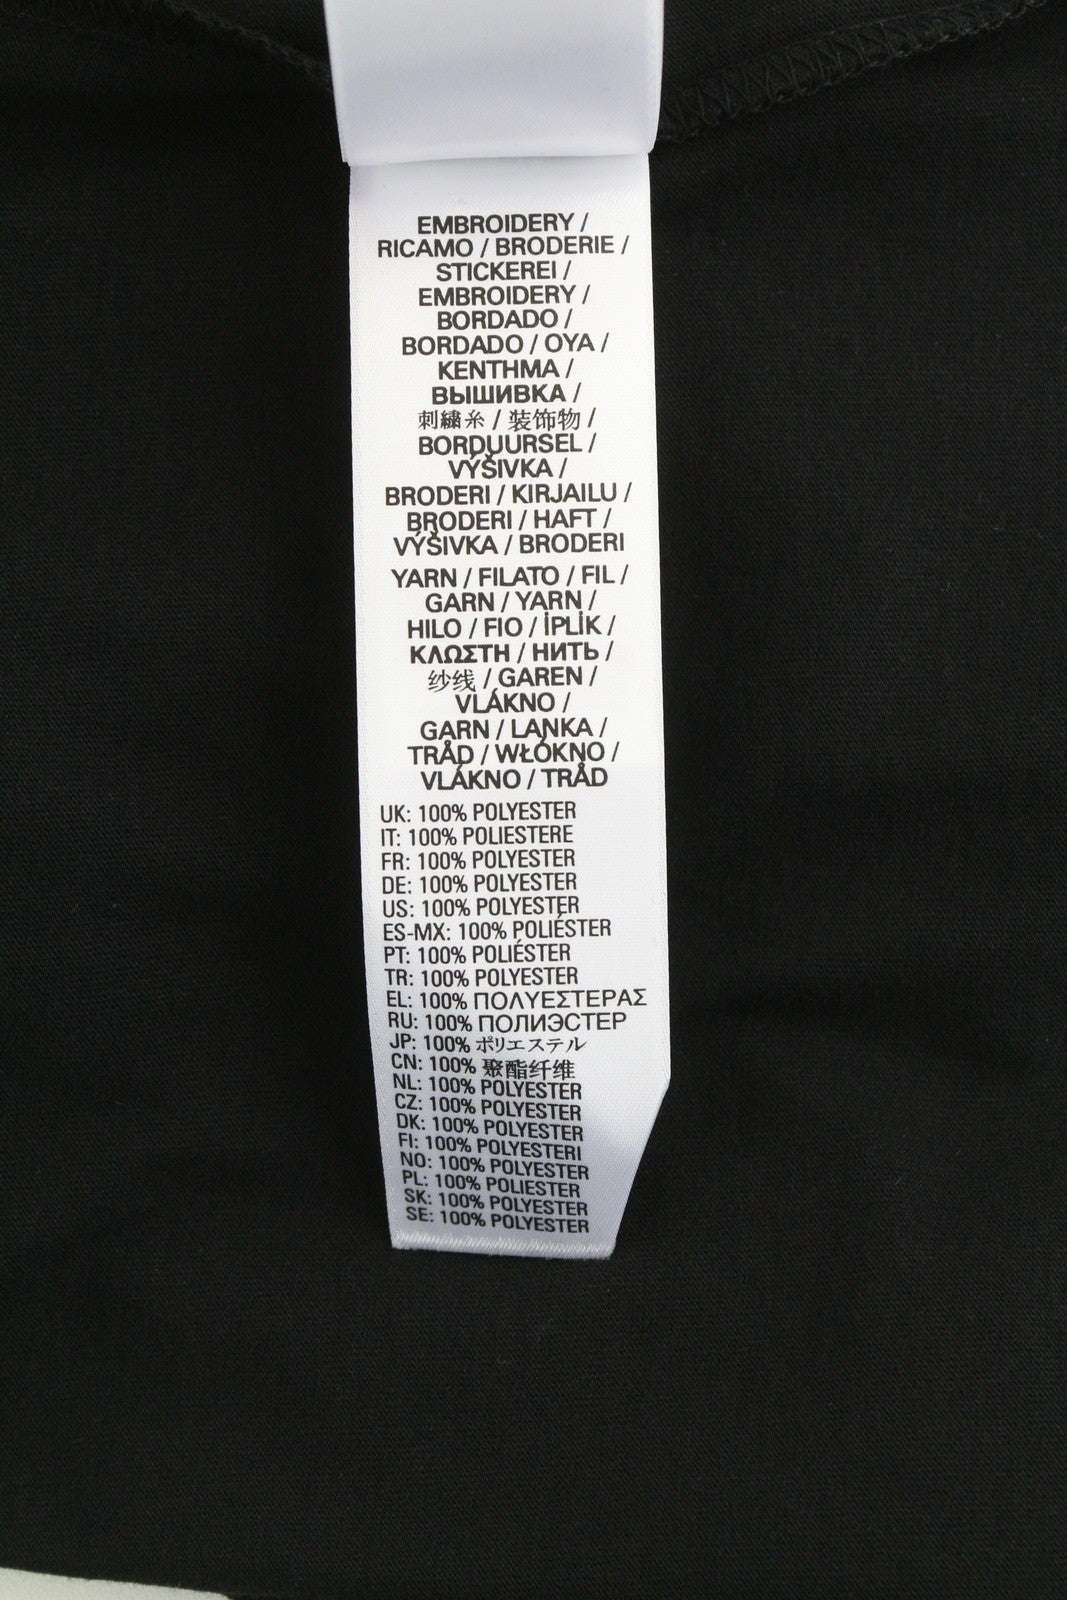 EMBROIDERY /
RICAMO / BRODERIE /
STICKEREI /
EMBROIDERY /
BORDADO /
BORDADO / OYA /
ΚΕΝΤΗΜΑ /
ВЫШИВКА /
刺繍糸 / 装饰物 /
BORDUURSEL /
VÝŠIVKA /
BRODERI / KIRJAILU /
BRODERI / HAFT /
VÝŠIVKA / BRODERI
YARN / FILATO / FIL /
GARN / YARN /
HILO / FIO / İPLİK /
ΚΛΩΣΤΗ / НИТЬ /
纱线 / GAREN /
VLÁKNO /
GARN / LANKA /
TRÅD / WŁÓKNO /
VLÁKNO / TRÅD
UK: 100% POLYESTER
IT: 100% POLIESTERE
FR: 100% POLYESTER
DE: 100% POLYESTER
US: 100% POLYESTER
ES-MX: 100% POLIÉSTER
PT: 100% POLIÉSTER
TR: 100% POLYESTER
EL: 100% ΠΟΛΥΕΣΤΕΡΑΣ
RU: 100% ПОЛИЭСТЕР
JP: 100% ポリエステル
CN: 100% 聚酯纤维
NL: 100% POLYESTER
CZ: 100% POLYESTER
DK: 100% POLYESTER
FI: 100% POLYESTERI
NO: 100% POLYESTER
PL: 100% POLIESTER
SK: 100% POLYESTER
SE: 100% POLYESTER